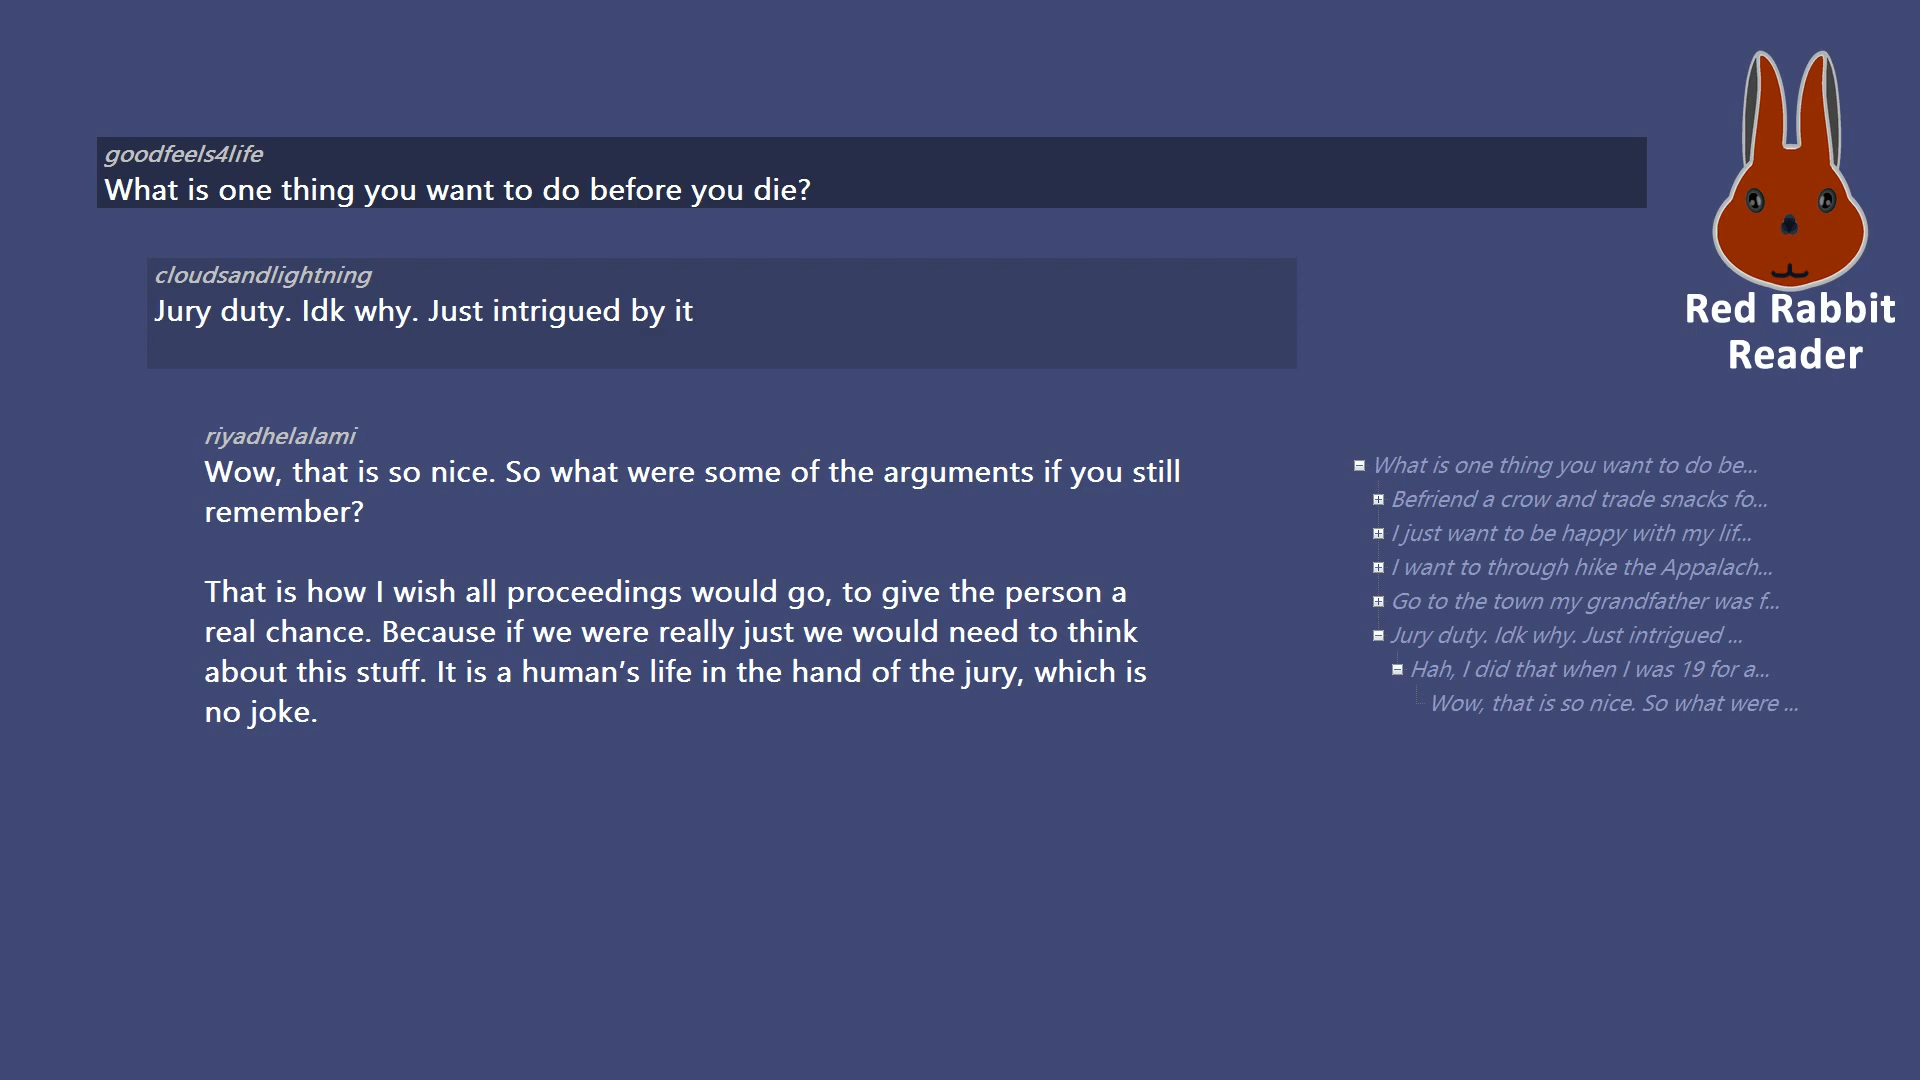 goodfeels4life
What is one thing you want to do before you die?
cloudsandlightning
Jury duty. Idk why. Just intrigued by it
riyadhelalami
Wow, that is so nice. So what were some of the arguments if you still
remember?
That is how I wish all proceedings would go, to give the person a
real chance. Because if we were really just we would need to think
about this stuff. It is a human’s life in the hand of the jury, which is
no joke.
Red Rabbit
Reader
What is one thing you want to do be...
Befriend a crow and trade snacks fo...
I just want to be happy with my lif...
I want to through hike the Appalach...
Go to the town my grandfather was f...
Jury duty. Idk why. Just intrigued ...
Hah, I did that when I was 19 for a...
Wow, that is so nice. So what were ...